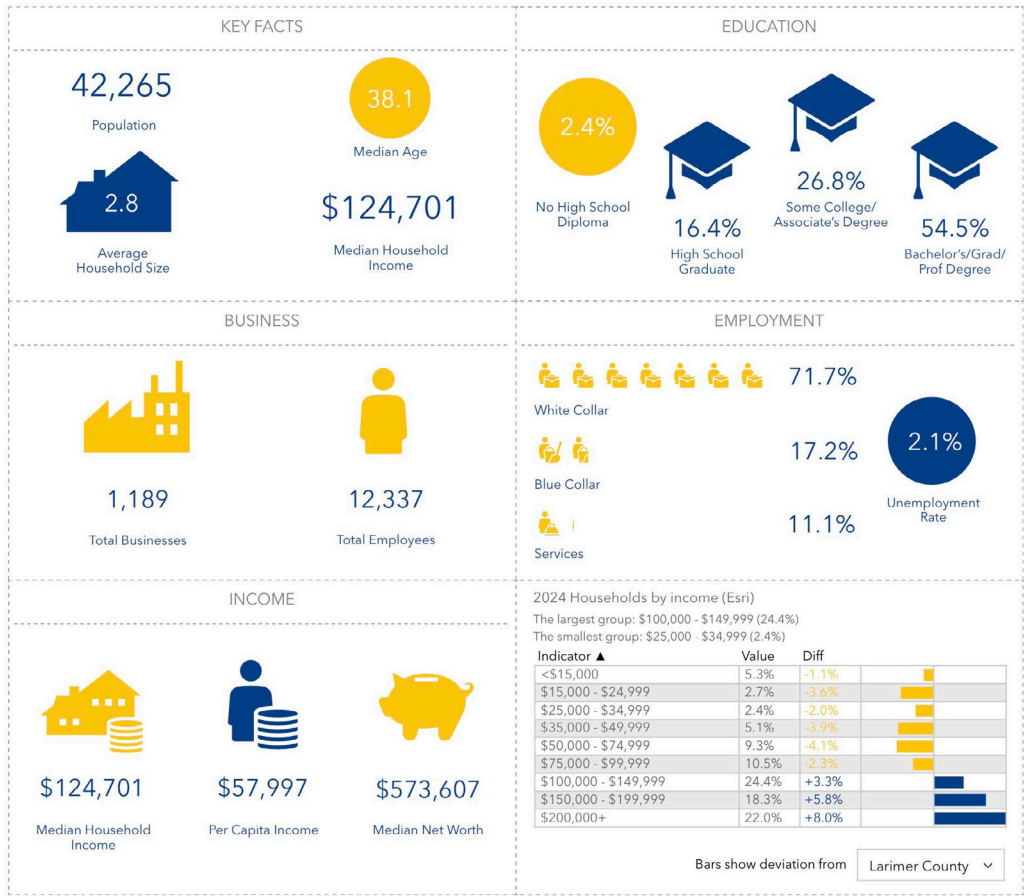 KEY FACTS
42,265
Population
38.1
Median Age
2.8
Average
Household Size
$124,701
Median Household
Income
EDUCATION
2.4%
No High School
Diploma
16.4%
High School
Graduate
26.8%
Some College/
Associate's Degree
54.5%
Bachelor's/Grad/
Prof Degree
BUSINESS
1,189
Total Businesses
12,337
Total Employees
EMPLOYMENT
71.7%
White Collar
17.2%
Blue Collar
11.1%
Services
2.1%
Unemployment
Rate
INCOME
$124,701
Median Household
Income
$57,997
Per Capita Income
$573,607
Median Net Worth
2024 Households by income (Esri)
The largest group: $100,000 - $149,999 (24.4%)
The smallest group: $25,000 - $34,999 (2.4%)
Indicator ▲ Value Diff
<$15,000 5.3% -1.1%
$15,000 - $24,999 2.7% -3.6%
$25,000 - $34,999 2.4% -2.0%
$35,000 - $49,999 5.1% -3.9%
$50,000 - $74,999 9.3% -4.1%
$75,000 - $99,999 10.5% -2.3%
$100,000 - $149,999 24.4% +3.3%
$150,000 - $199,999 18.3% +5.8%
$200,000+ 22.0% +8.0%
Bars show deviation from Larimer County